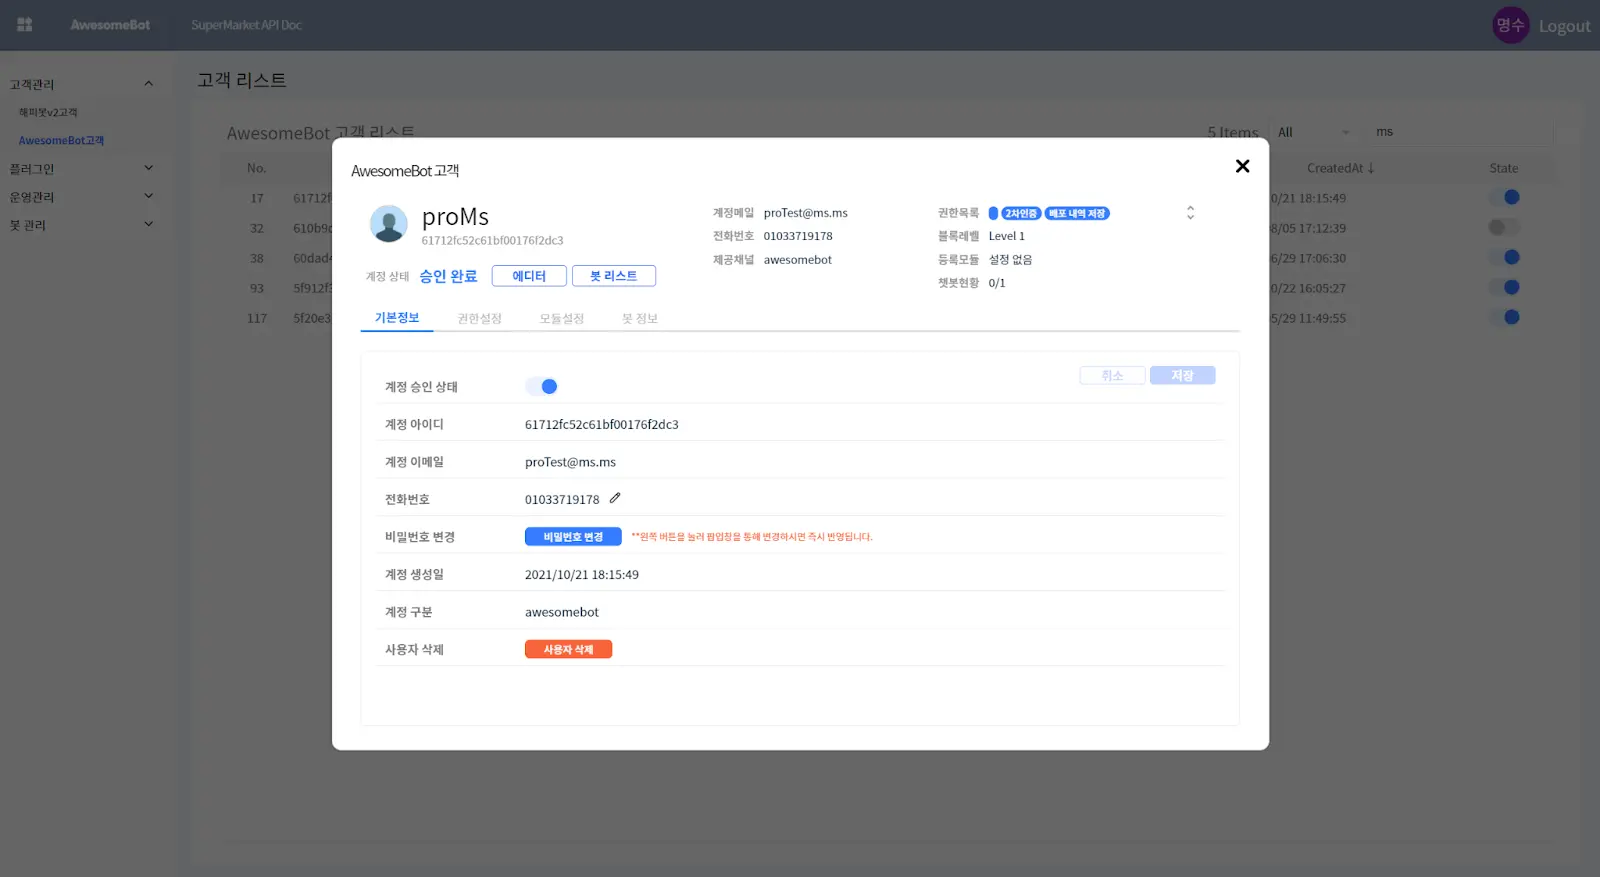 AwesomeBot
SuperMarket API Doc
명수
Logout
고객관리
해피봇v2고객
AwesomeBot고객
플러그인
운영관리
봇 관리
고객 리스트
AwesomeBot 고객 리스트
5 Items
All
ms
No.
CreatedAt ↓
State
17
61712f
0/21 18:15:49
32
610b9
8/05 17:12:39
38
60dad
6/29 17:06:30
93
5f912f
0/22 16:05:27
117
5f20e3
5/29 11:49:55
AwesomeBot 고객
proMs
61712fc52c61bf00176f2dc3
계정 상태
승인 완료
에디터
봇 리스트
계정메일 proTest@ms.ms
전화번호 01033719178
제공채널 awesomebot
권한목록 2차인증 배포 내역 저장
블록레벨 Level 1
등록모듈 설정 없음
챗봇현황 0/1
기본정보
권한설정
모듈설정
봇 정보
취소
저장
계정 승인 상태
계정 아이디 61712fc52c61bf00176f2dc3
계정 이메일 proTest@ms.ms
전화번호 01033719178
비밀번호 변경 비밀번호 변경 **왼쪽 버튼을 눌러 팝업창을 통해 변경하시면 즉시 반영됩니다.
계정 생성일 2021/10/21 18:15:49
계정 구분 awesomebot
사용자 삭제 사용자 삭제